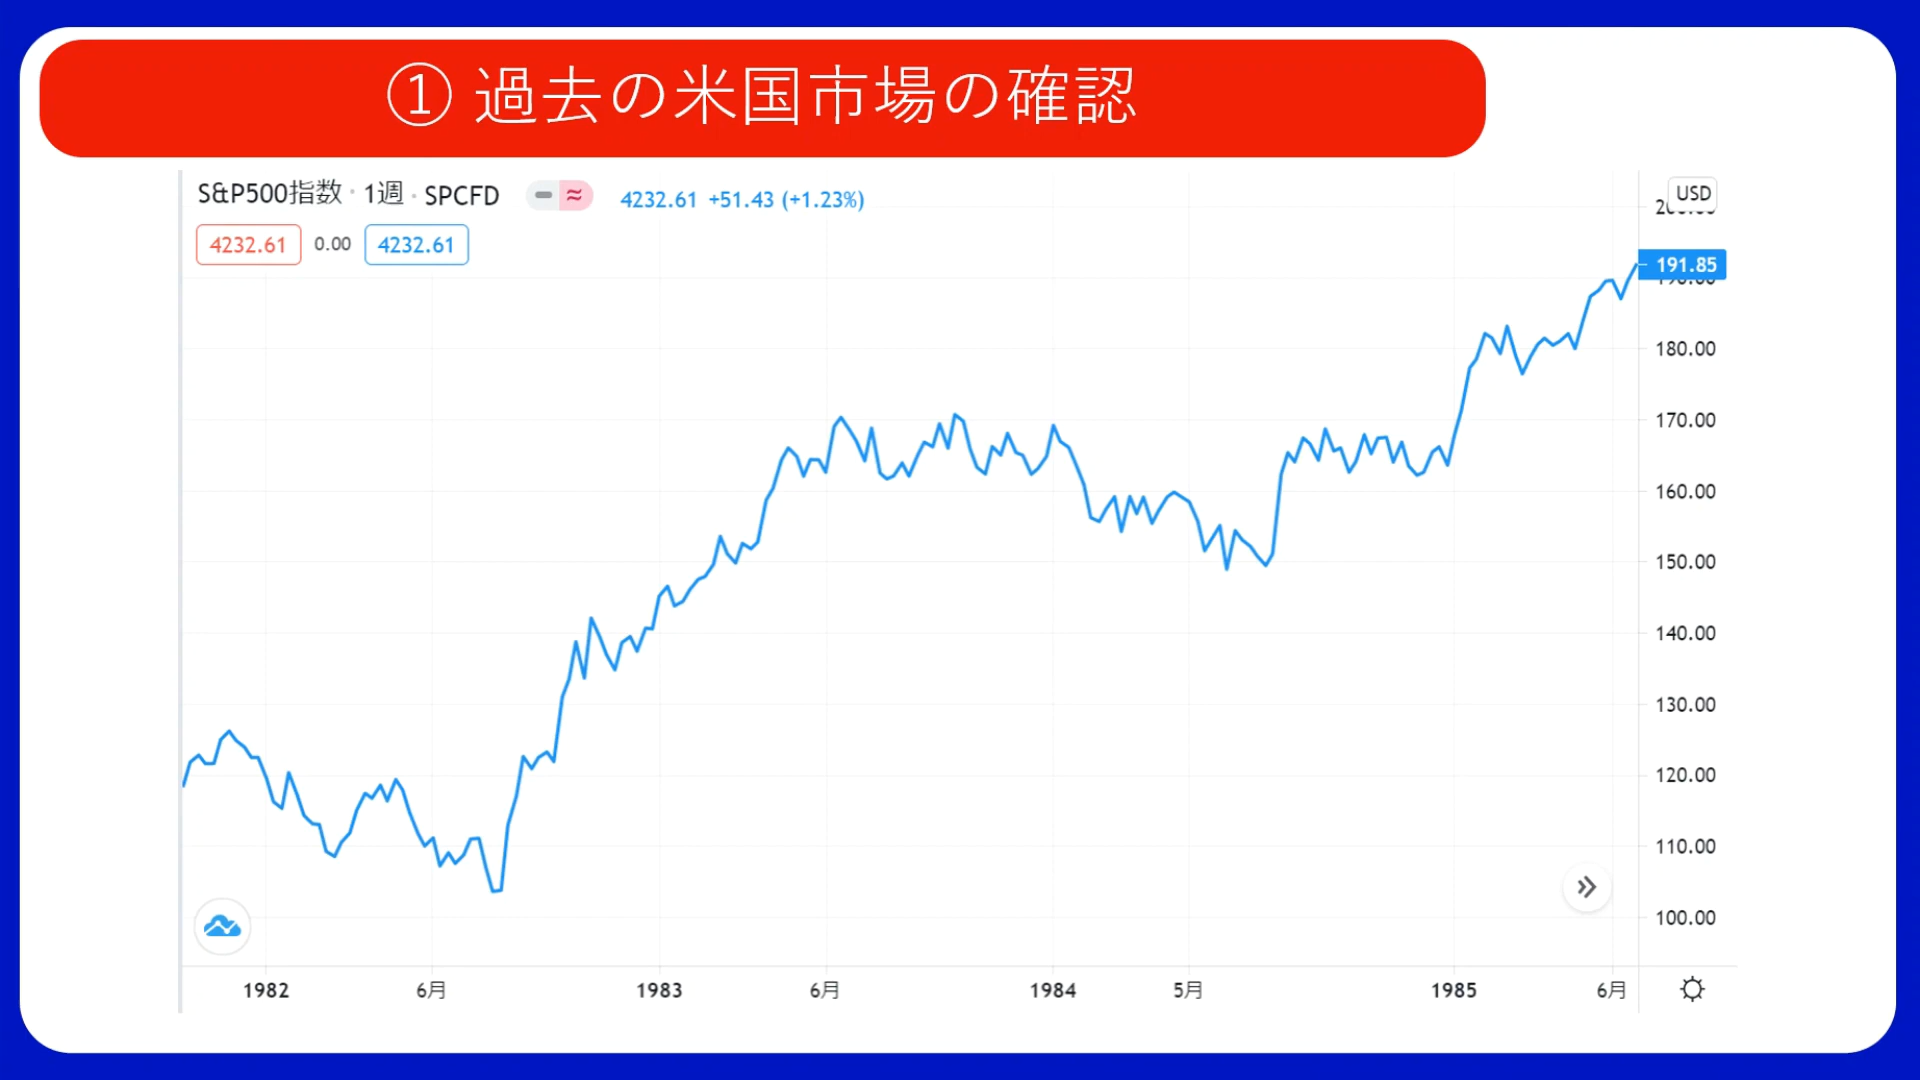 ① 過去の米国市場の確認
S&P500指数・1週・SPCFD 4232.61 +51.43 (+1.23%)
4232.61 0.00 4232.61
USD
191.85
190.00
180.00
170.00
160.00
150.00
140.00
130.00
120.00
110.00
100.00
1982 6月 1983 6月 1984 5月 1985 6月